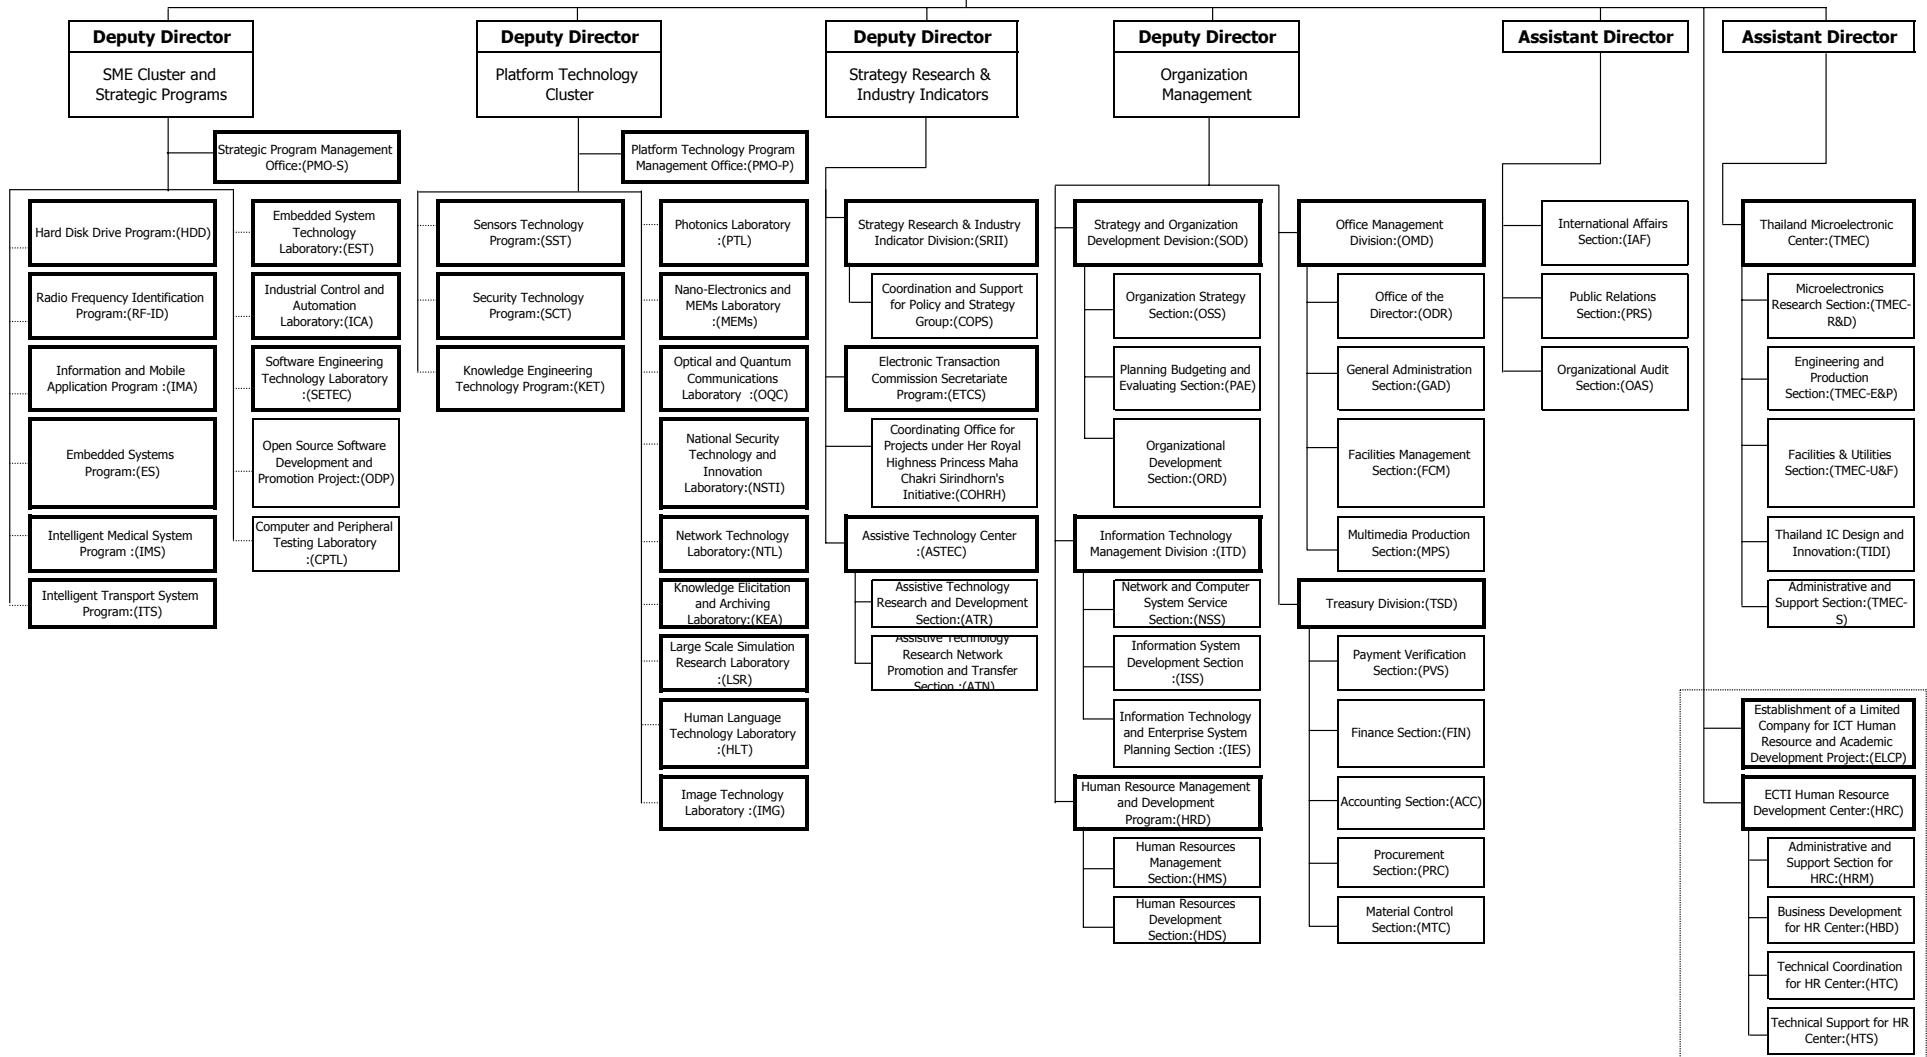 Deputy Director
SME Cluster and
Strategic Programs
Strategic Program Management
Office:(PMO-S)
Hard Disk Drive Program:(HDD)
Radio Frequency Identification
Program:(RF-ID)
Information and Mobile
Application Program :(IMA)
Embedded Systems
Program:(ES)
Intelligent Medical System
Program :(IMS)
Intelligent Transport System
Program:(ITS)
Embedded System
Technology
Laboratory:(EST)
Industrial Control and
Automation
Laboratory:(ICA)
Software Engineering
Technology Laboratory
:(SETEC)
Open Source Software
Development and
Promotion Project:(ODP)
Computer and Peripheral
Testing Laboratory
:(CPTL)
Deputy Director
Platform Technology
Cluster
Platform Technology Program
Management Office:(PMO-P)
Sensors Technology
Program:(SST)
Security Technology
Program:(SCT)
Knowledge Engineering
Technology Program:(KET)
Photonics Laboratory
:(PTL)
Nano-Electronics and
MEMs Laboratory
:(MEMs)
Optical and Quantum
Communications
Laboratory :(OQC)
National Security
Technology and
Innovation
Laboratory:(NSTI)
Network Technology
Laboratory:(NTL)
Knowledge Elicitation
and Archiving
Laboratory:(KEA)
Large Scale Simulation
Research Laboratory
:(LSR)
Human Language
Technology Laboratory
:(HLT)
Image Technology
Laboratory :(IMG)
Deputy Director
Strategy Research &
Industry Indicators
Strategy Research & Industry
Indicator Division:(SRII)
Coordination and Support
for Policy and Strategy
Group:(COPS)
Electronic Transaction
Commission Secretariate
Program:(ETCS)
Coordinating Office for
Projects under Her Royal
Highness Princess Maha
Chakri Sirindhorn's
Initiative:(COHRH)
Assistive Technology Center
:(ASTEC)
Assistive Technology
Research and Development
Section:(ATR)
Assistive Technology
Research Network
Promotion and Transfer
Section :(ATN)
Deputy Director
Organization
Management
Strategy and Organization
Development Division:(SOD)
Organization Strategy
Section:(OSS)
Planning Budgeting and
Evaluating Section:(PAE)
Organizational
Development
Section:(ORD)
Information Technology
Management Division :(ITD)
Network and Computer
System Service
Section:(NSS)
Information System
Development Section
:(ISS)
Information Technology
and Enterprise System
Planning Section :(IES)
Human Resource Management
and Development
Program:(HRD)
Human Resources
Management
Section:(HMS)
Human Resources
Development
Section:(HDS)
Office Management
Division:(OMD)
Office of the
Director:(ODR)
General Administration
Section:(GAD)
Facilities Management
Section:(FCM)
Multimedia Production
Section:(MPS)
Treasury Division:(TSD)
Payment Verification
Section:(PVS)
Finance Section:(FIN)
Accounting Section:(ACC)
Procurement
Section:(PRC)
Material Control
Section:(MTC)
Assistant Director
International Affairs
Section:(IAF)
Public Relations
Section:(PRS)
Organizational Audit
Section:(OAS)
Assistant Director
Thailand Microelectronic
Center:(TMEC)
Microelectronics
Research Section:(TMEC-
R&D)
Engineering and
Production
Section:(TMEC-E&P)
Facilities & Utilities
Section:(TMEC-U&F)
Thailand IC Design and
Innovation:(TIDI)
Administrative and
Support Section:(TMEC-
S)
Establishment of a Limited
Company for ICT Human
Resource and Academic
Development Project:(ELCP)
ECTI Human Resource
Development Center:(HRC)
Administrative and
Support Section for
HRC:(HRM)
Business Development
for HR Center:(HBD)
Technical Coordination
for HR Center:(HTC)
Technical Support for HR
Center:(HTS)